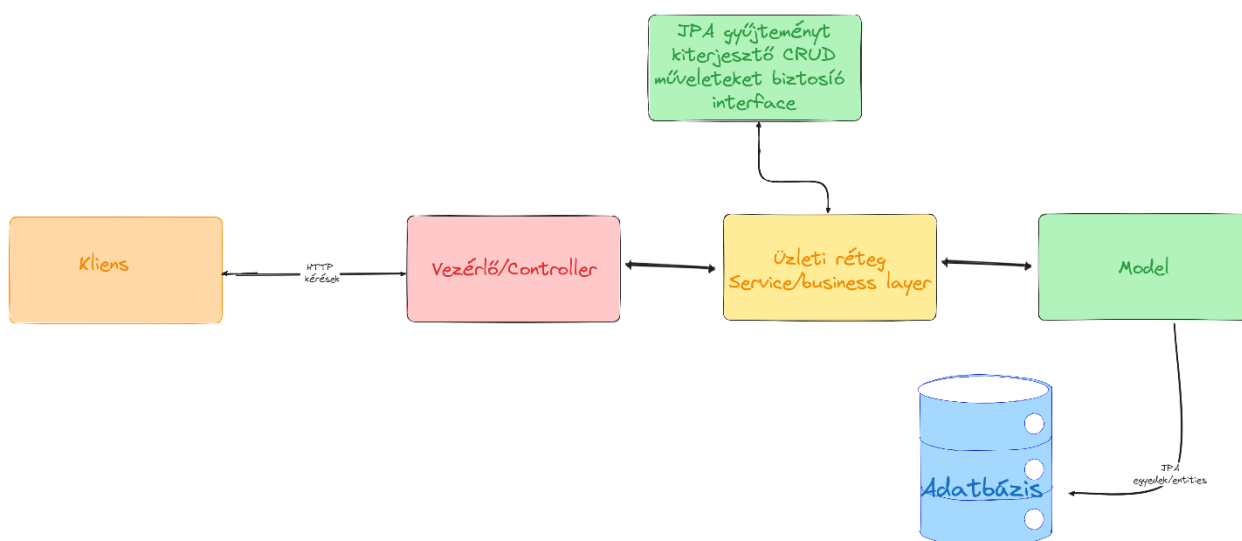 JPA gyűjteményt
kiterjesztő CRUD
műveleteket biztosíó
interface
Kliens
HTTP
kérések
Vezérlő/Controller
Üzleti réteg
Service/business layer
Model
JPA
egyedek/entities
Adatbázis